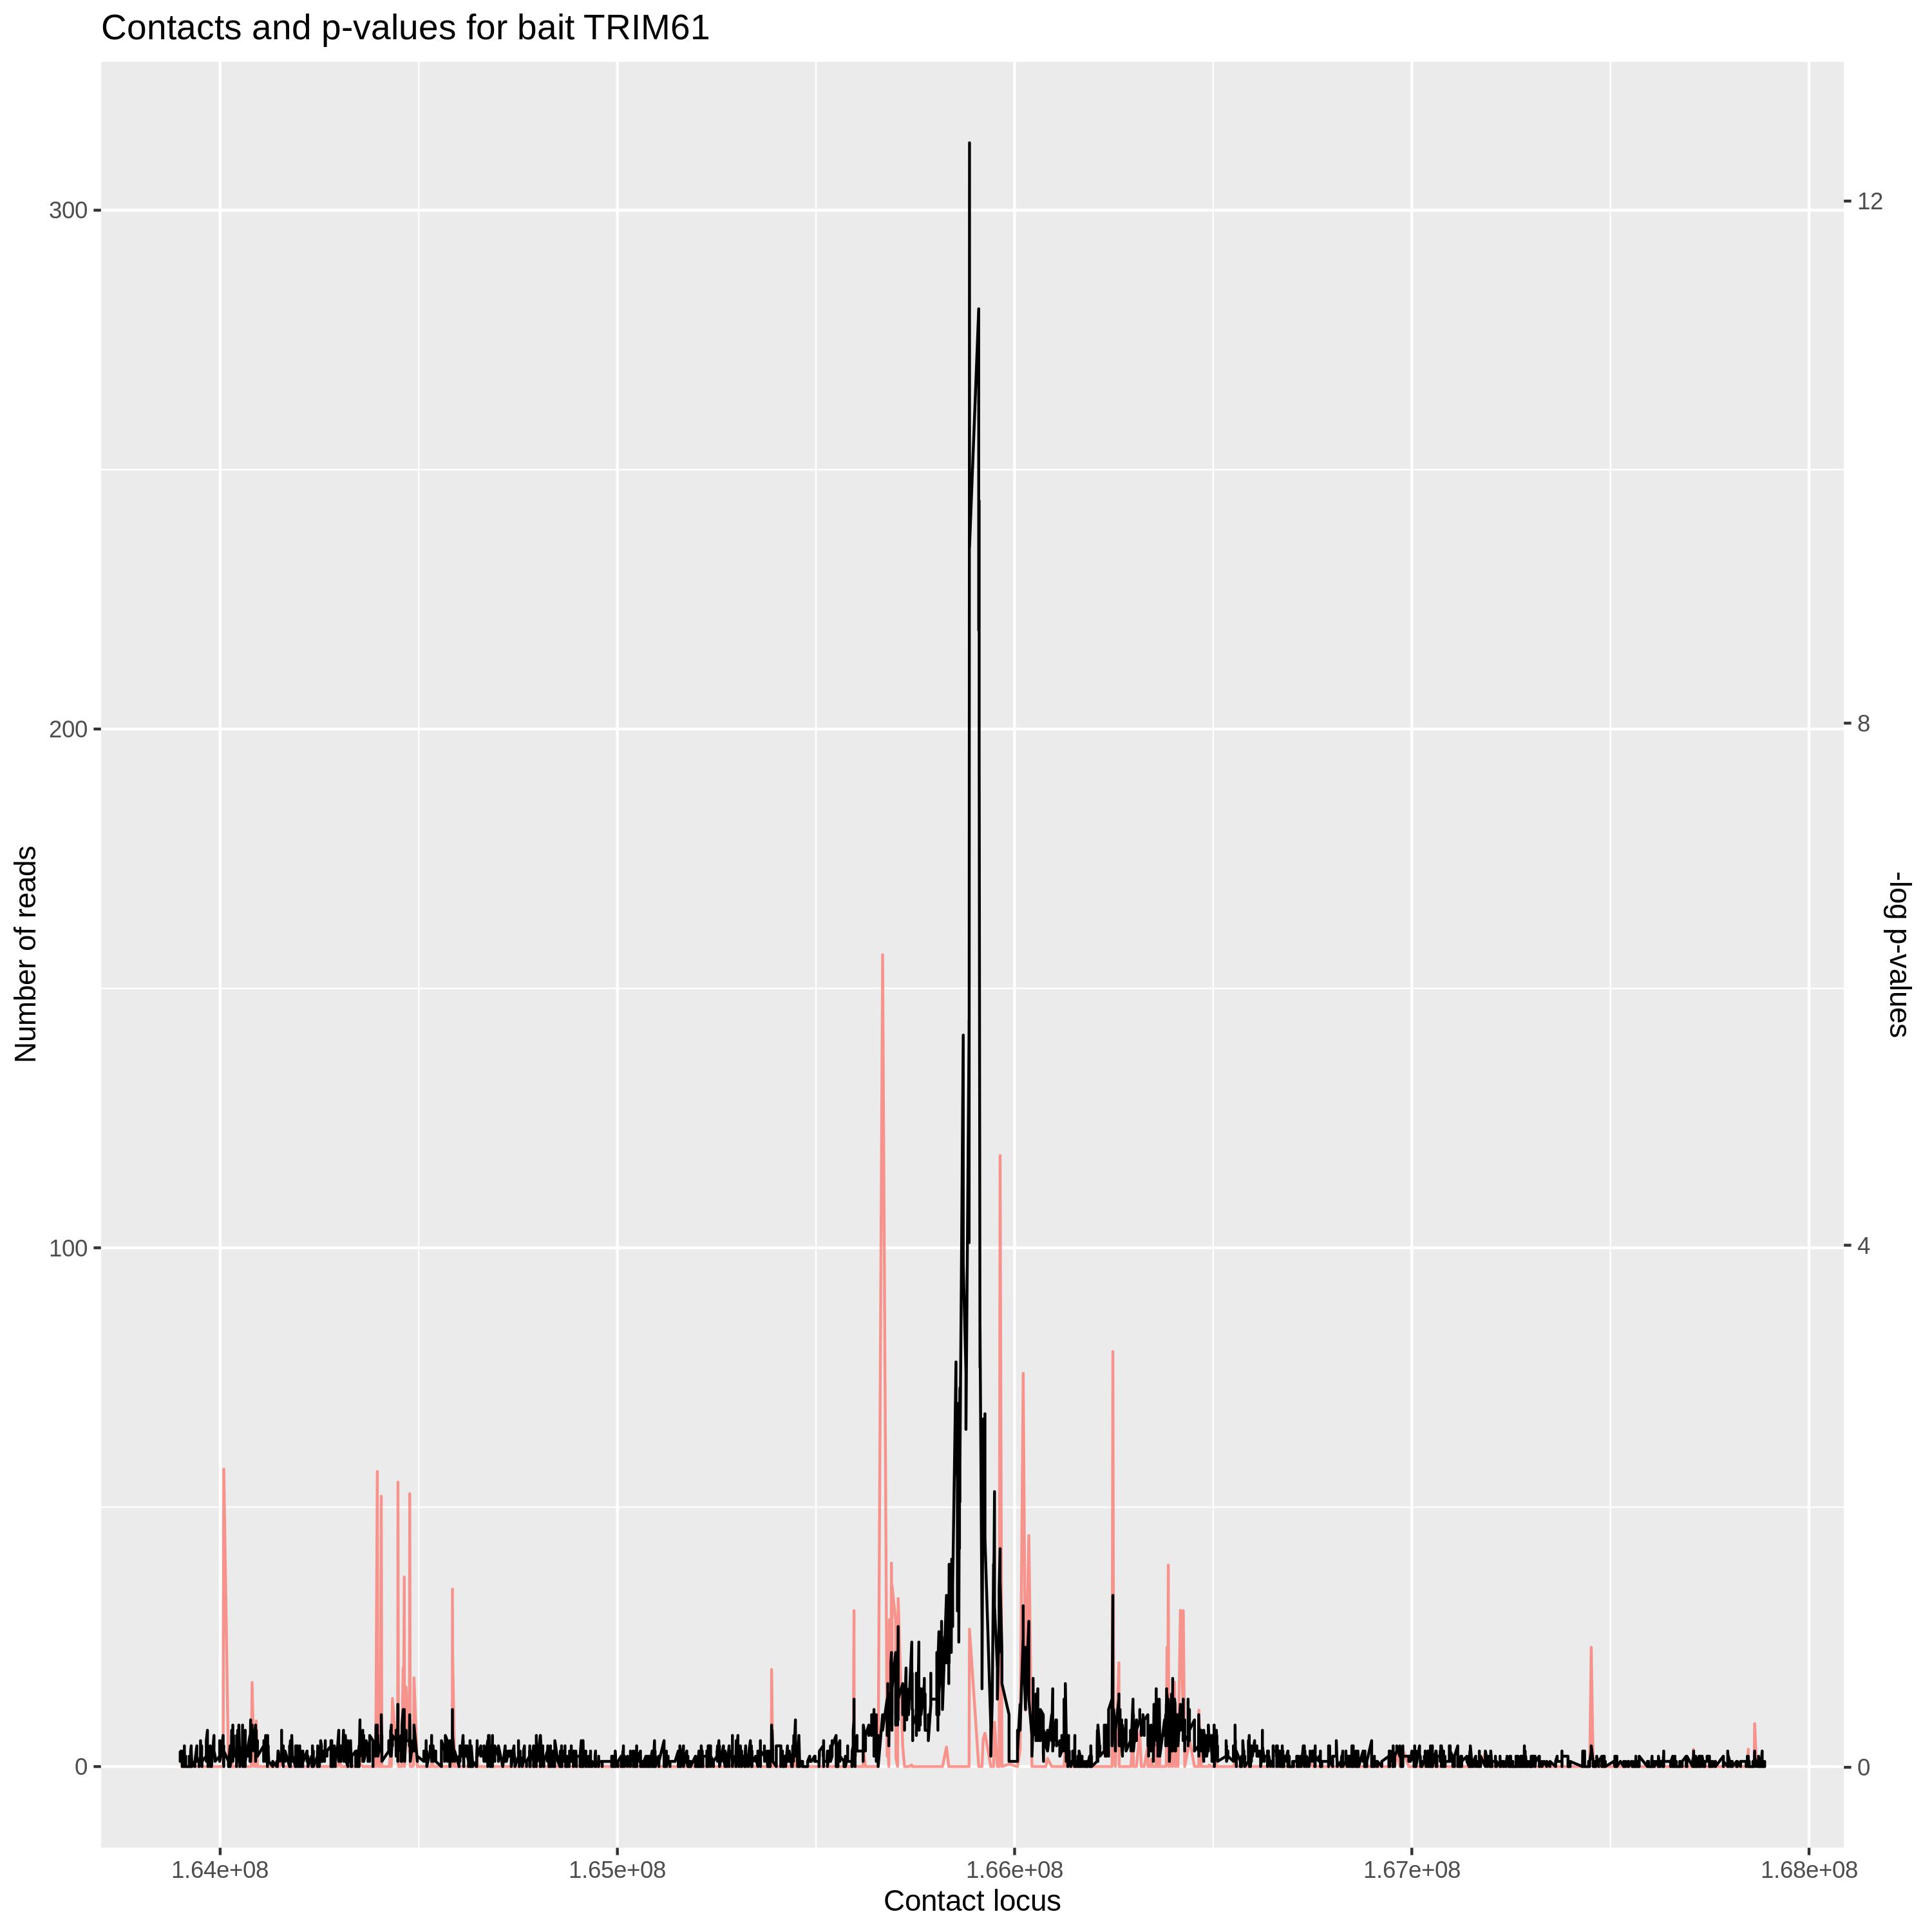 Contacts and p-values for bait TRIM61
300
200
100
0
Number of reads
12
8
4
0
-log p-values
1.64e+08 1.65e+08 1.66e+08 1.67e+08 1.68e+08
Contact locus